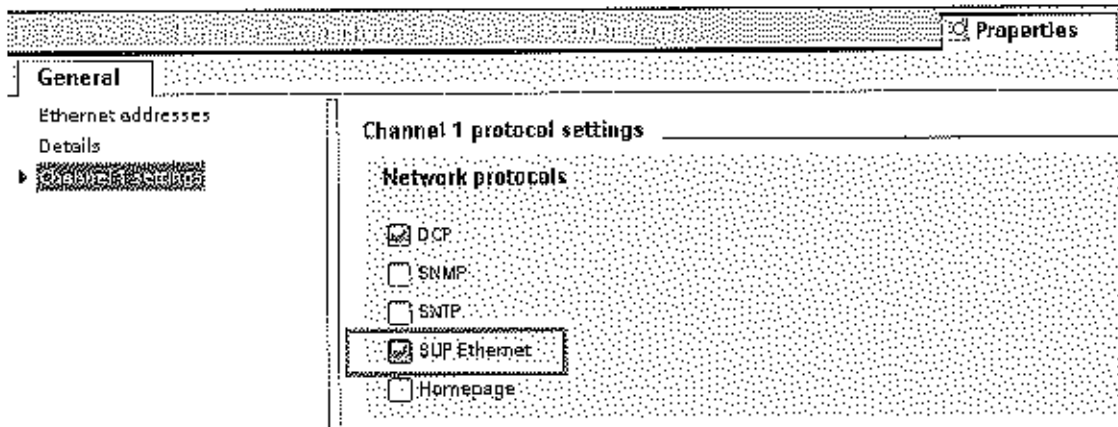 Properties
General
Ethernet addresses
Details
Channel 1 protocol settings
Network protocols
DCP
SNMP
SNTP
SUP Ethernet
Homepage